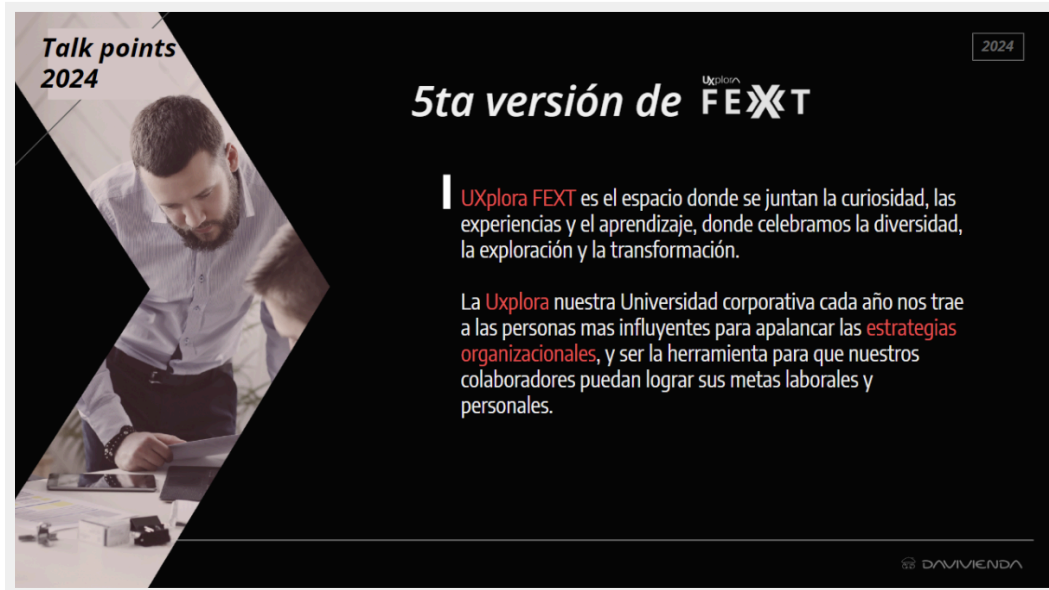 Talk points
2024
2024
5ta versión de Uxplora FEXXT
UXplora FEXT es el espacio donde se juntan la curiosidad, las
experiencias y el aprendizaje, donde celebramos la diversidad,
la exploración y la transformación.
La Uxplora nuestra Universidad corporativa cada año nos trae
a las personas mas influyentes para apalancar las estrategias
organizacionales, y ser la herramienta para que nuestros
colaboradores puedan lograr sus metas laborales y
personales.
DAVIVIENDA